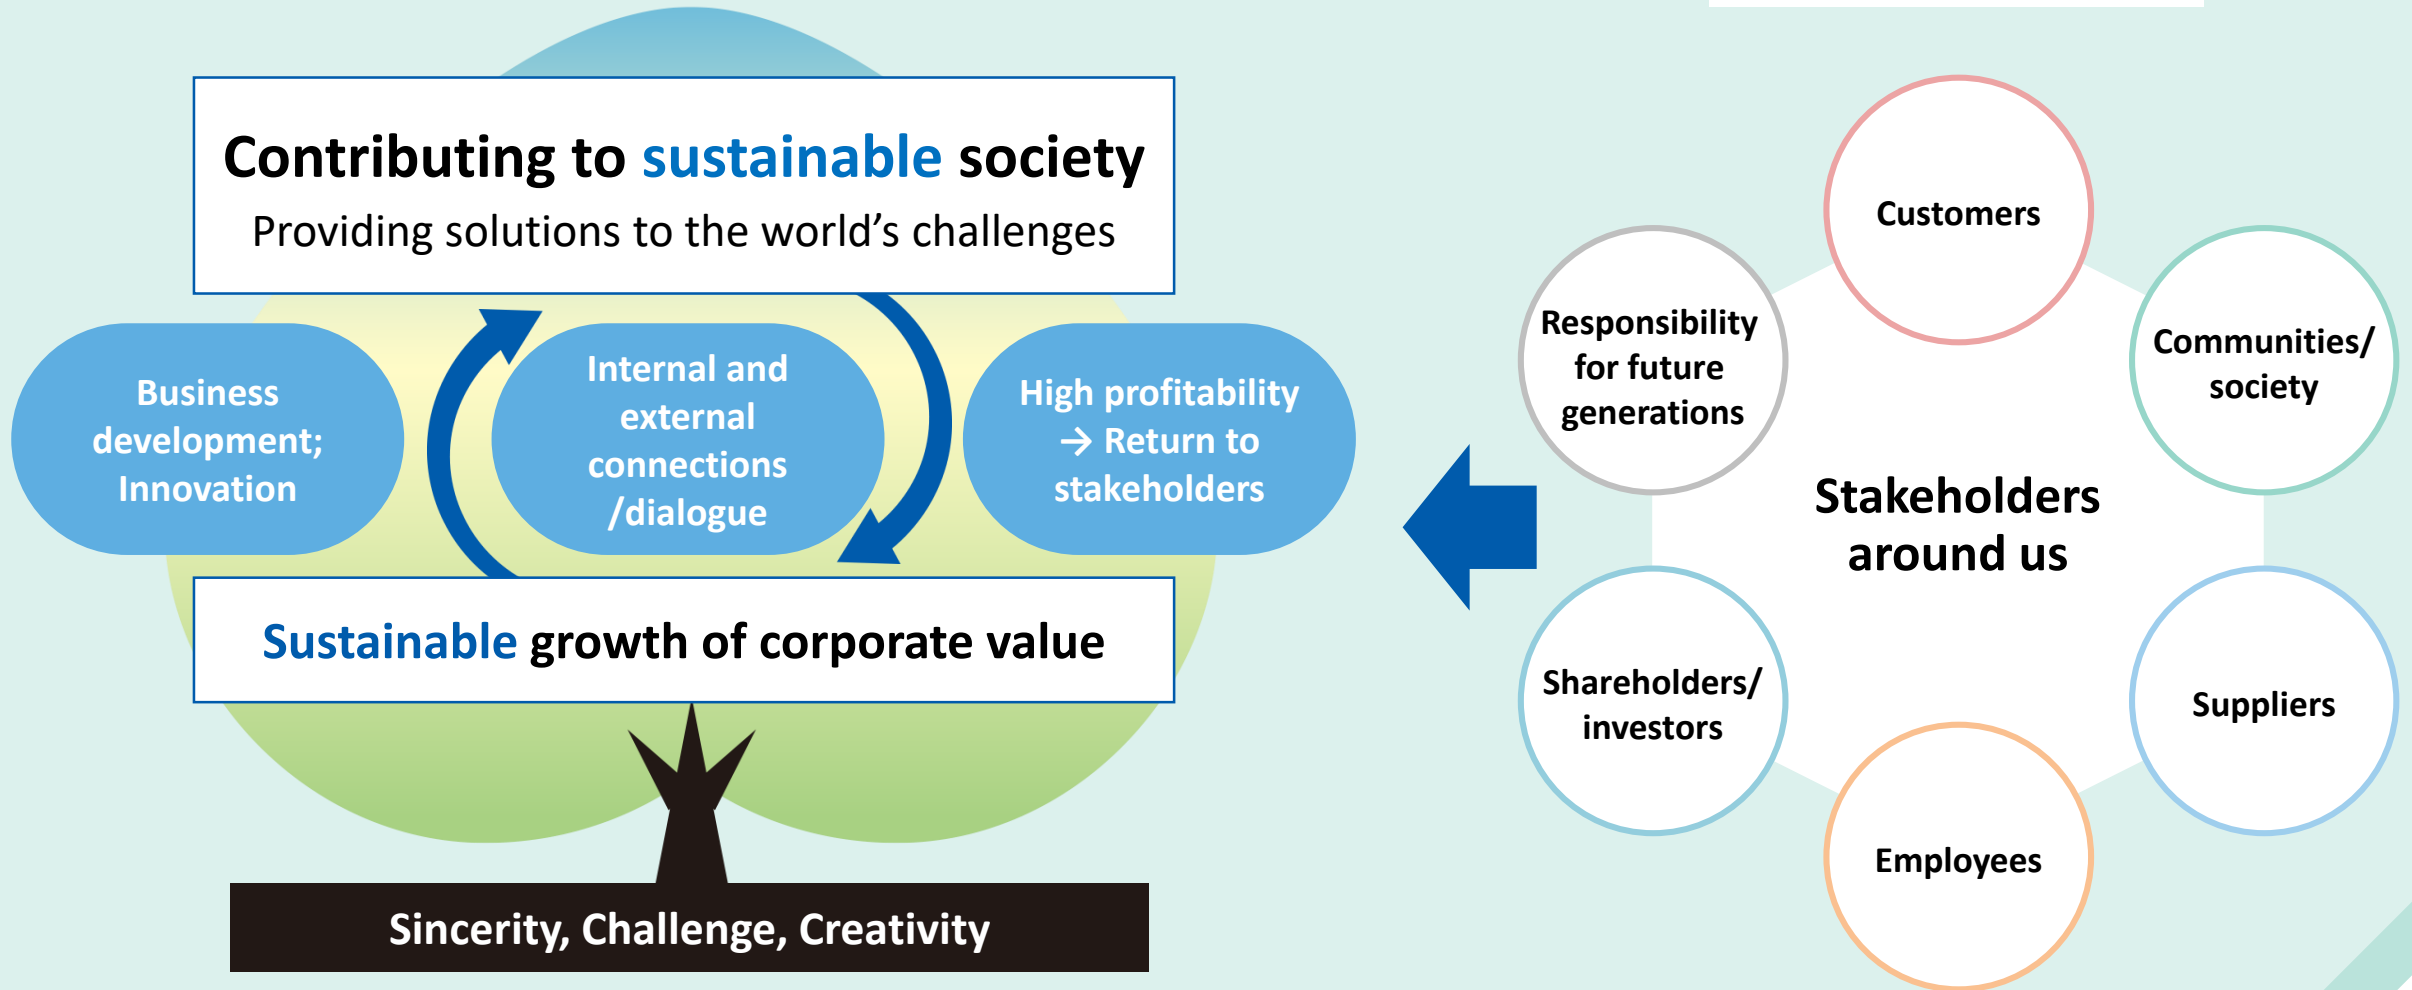 Contributing to sustainable society
Providing solutions to the world’s challenges
Business
development;
Innovation
Internal and
external
connections
/dialogue
High profitability
→ Return to
stakeholders
Sustainable growth of corporate value
Sincerity, Challenge, Creativity
Customers
Responsibility
for future
generations
Communities/
society
Stakeholders
around us
Shareholders/
investors
Suppliers
Employees